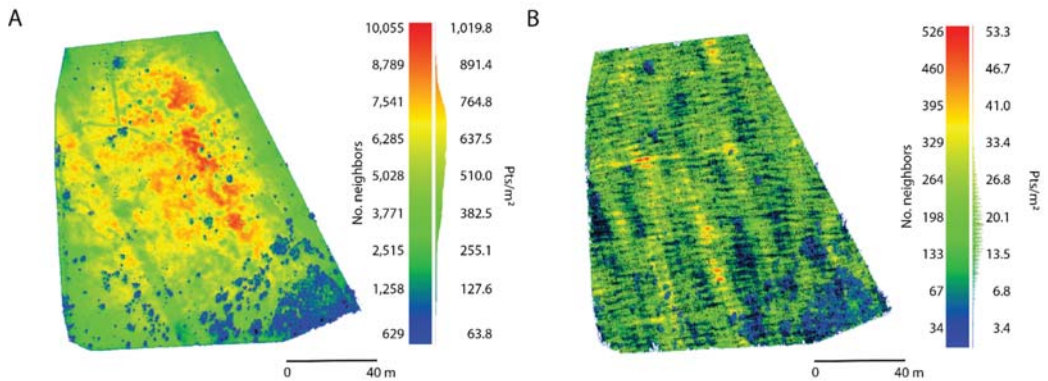 A
10,055 1,019.8
8,789 891.4
7,541 764.8
6,285 637.5
5,028 510.0
3,771 382.5
2,515 255.1
1,258 127.6
629 63.8
No. neighbors
Pts/m²
0 40 m
B
526 53.3
460 46.7
395 41.0
329 33.4
264 26.8
198 20.1
133 13.5
67 6.8
34 3.4
No. neighbors
Pts/m²
0 40 m